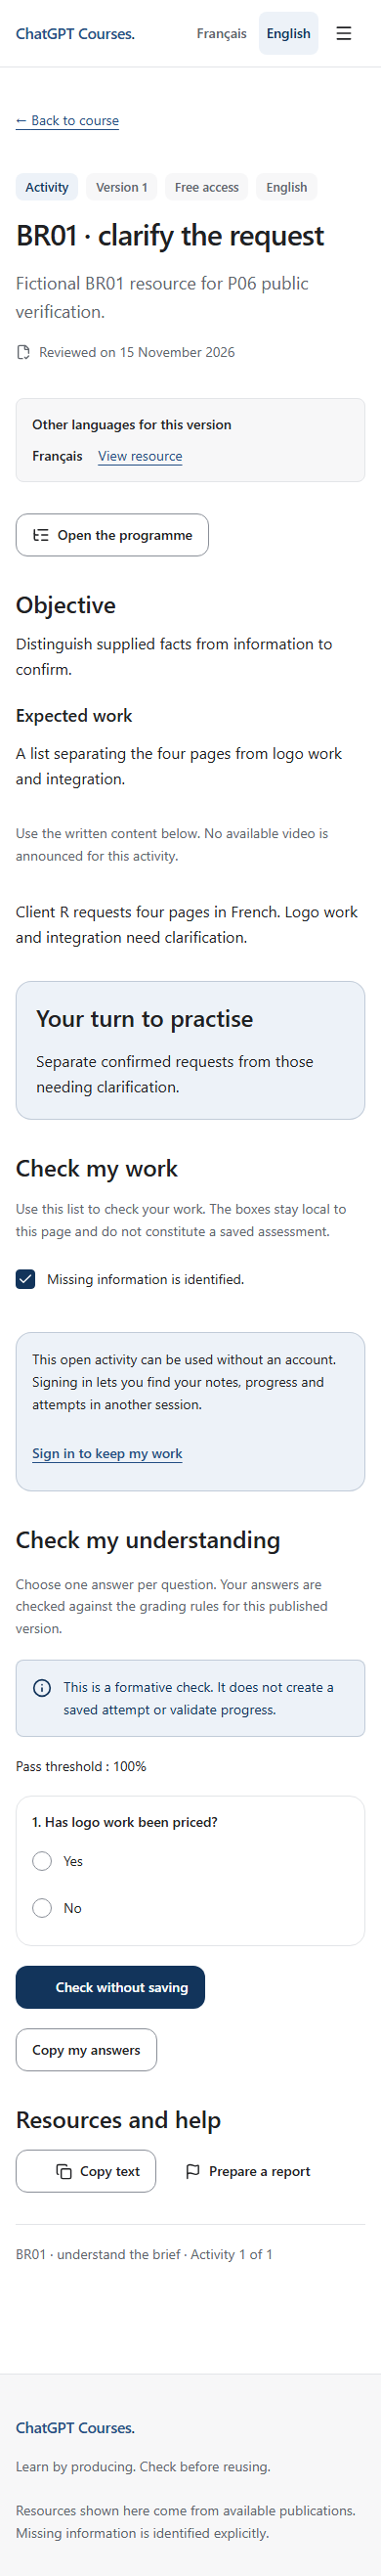 ChatGPT Courses.
Français
English
← Back to course
Activity
Version 1
Free access
English
BR01 · clarify the request
Fictional BR01 resource for P06 public
verification.
Reviewed on 15 November 2026
Other languages for this version
Français View resource
Open the programme
Objective
Distinguish supplied facts from information to
confirm.
Expected work
A list separating the four pages from logo work
and integration.
Use the written content below. No available video is
announced for this activity.
Client R requests four pages in French. Logo work
and integration need clarification.
Your turn to practise
Separate confirmed requests from those
needing clarification.
Check my work
Use this list to check your work. The boxes stay local to
this page and do not constitute a saved assessment.
Missing information is identified.
This open activity can be used without an account.
Signing in lets you find your notes, progress and
attempts in another session.
Sign in to keep my work
Check my understanding
Choose one answer per question. Your answers are
checked against the grading rules for this published
version.
This is a formative check. It does not create a
saved attempt or validate progress.
Pass threshold : 100%
1. Has logo work been priced?
Yes
No
Check without saving
Copy my answers
Resources and help
Copy text
Prepare a report
BR01 · understand the brief · Activity 1 of 1
ChatGPT Courses.
Learn by producing. Check before reusing.
Resources shown here come from available publications.
Missing information is identified explicitly.